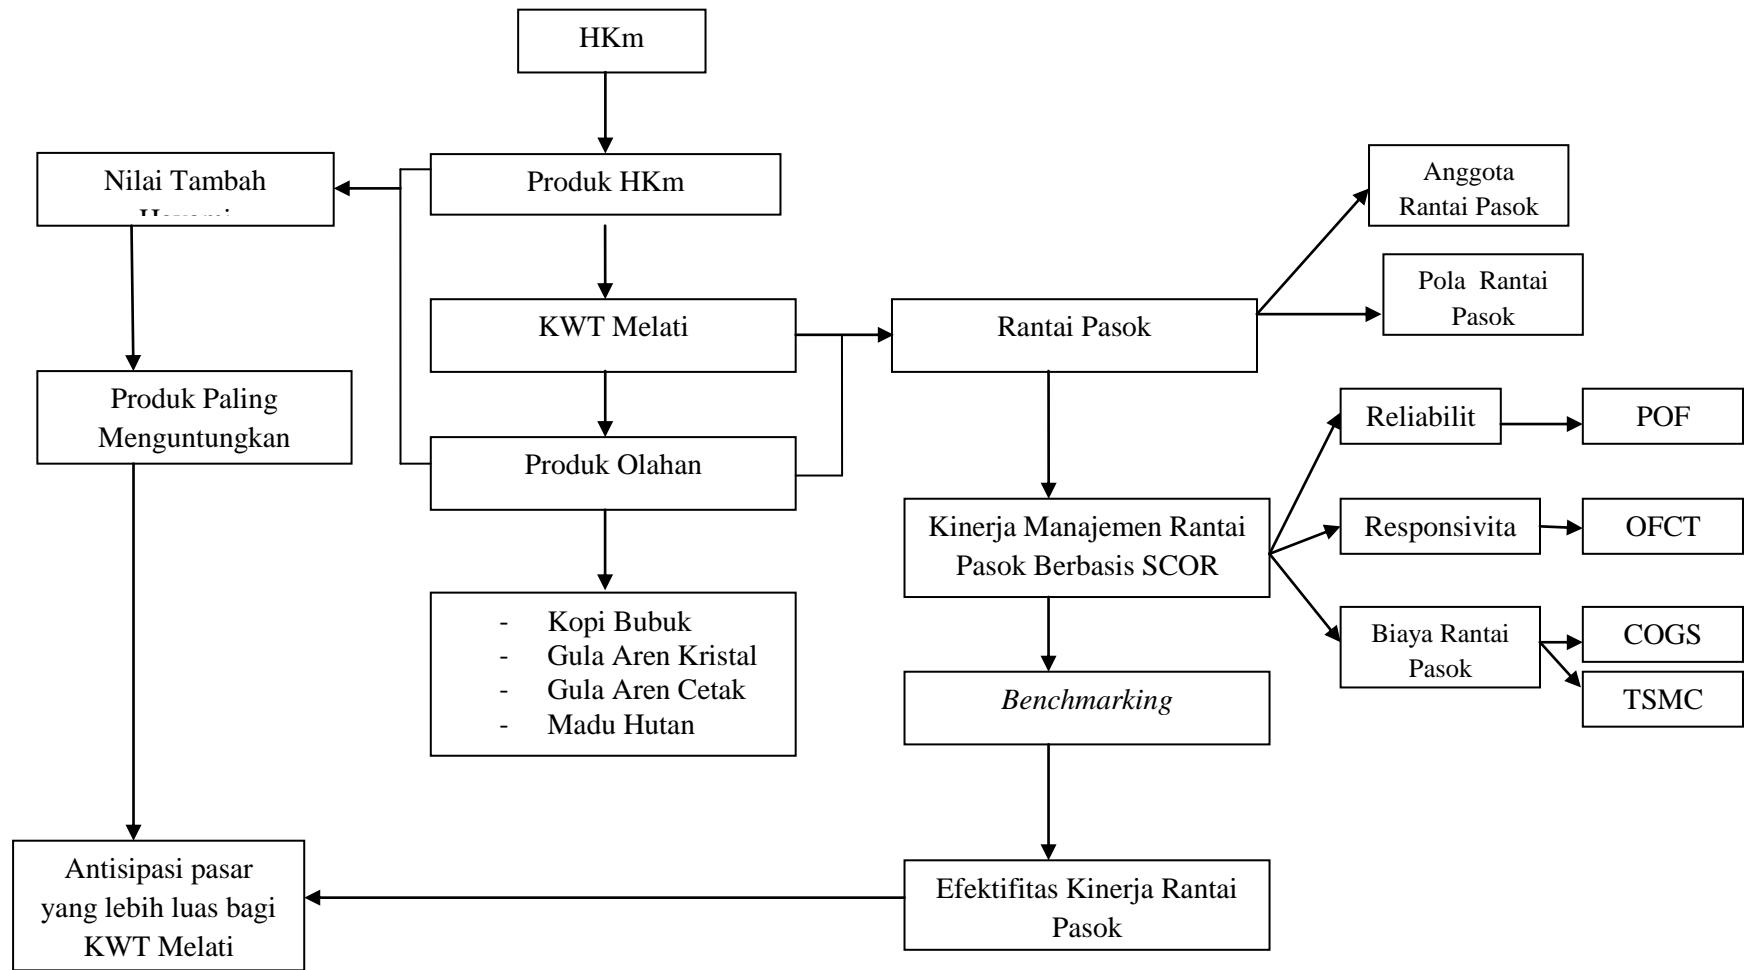 HKm
Nilai Tambah
Produk HKm
Anggota
Rantai Pasok
Pola Rantai
Pasok
KWT Melati
Rantai Pasok
Produk Paling
Menguntungkan
Reliabilit
POF
Produk Olahan
Kinerja Manajemen Rantai
Pasok Berbasis SCOR
Responsivita
OFCT
- Kopi Bubuk
- Gula Aren Kristal
- Gula Aren Cetak
- Madu Hutan
Biaya Rantai
Pasok
COGS
TSMC
Benchmarking
Antisipasi pasar
yang lebih luas bagi
KWT Melati
Efektifitas Kinerja Rantai
Pasok